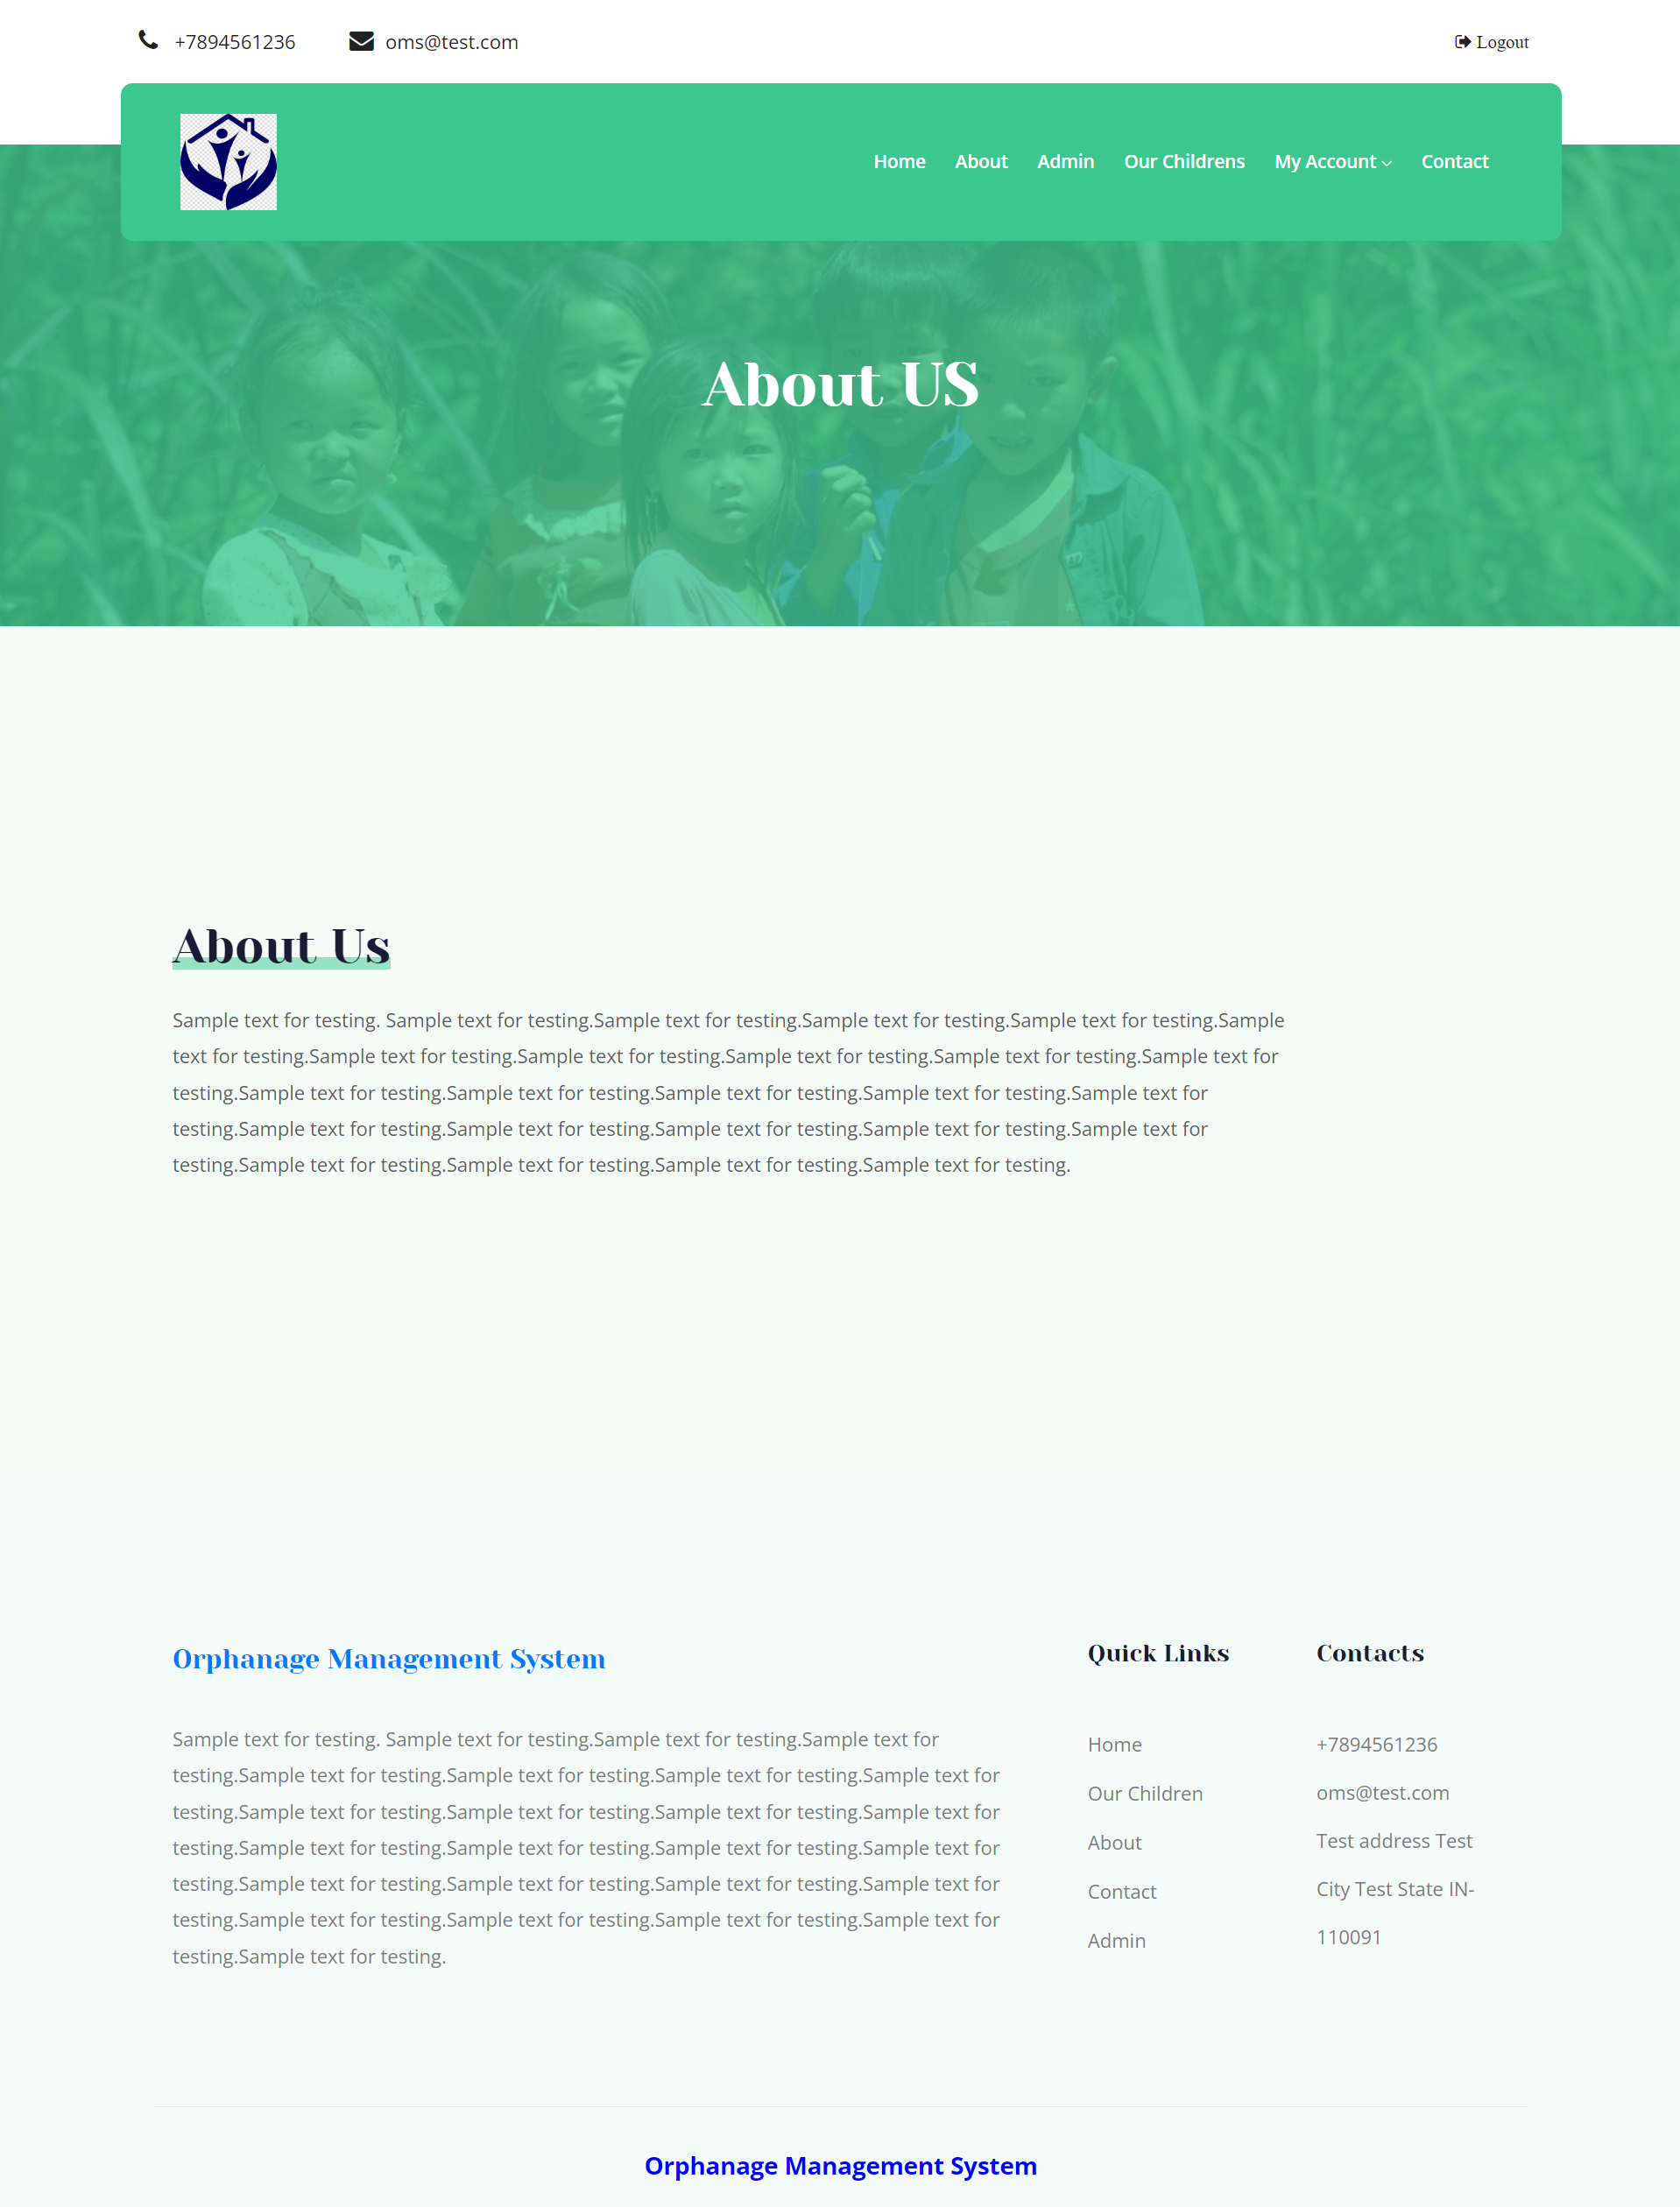 +7894561236 oms@test.com Logout
Home About Admin Our Childrens My Account Contact
About US
About Us
Sample text for testing. Sample text for testing.Sample text for testing.Sample text for testing.Sample text for testing.Sample
text for testing.Sample text for testing.Sample text for testing.Sample text for testing.Sample text for testing.Sample text for
testing.Sample text for testing.Sample text for testing.Sample text for testing.Sample text for testing.Sample text for
testing.Sample text for testing.Sample text for testing.Sample text for testing.Sample text for testing.Sample text for
testing.Sample text for testing.Sample text for testing.Sample text for testing.Sample text for testing.
Orphanage Management System
Sample text for testing. Sample text for testing.Sample text for testing.Sample text for
testing.Sample text for testing.Sample text for testing.Sample text for testing.Sample text for
testing.Sample text for testing.Sample text for testing.Sample text for testing.Sample text for
testing.Sample text for testing.Sample text for testing.Sample text for testing.Sample text for
testing.Sample text for testing.Sample text for testing.Sample text for testing.Sample text for
testing.Sample text for testing.Sample text for testing.Sample text for testing.Sample text for
testing.Sample text for testing.
Quick Links
Home
Our Children
About
Contact
Admin
Contacts
+7894561236
oms@test.com
Test address Test
City Test State IN-
110091
Orphanage Management System